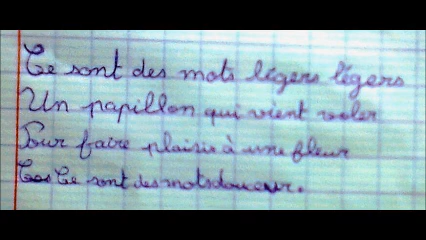 Ce sont des mots légers légers
Un papillon qui vient voler
Pour faire plaisir à une fleur
Ce sont des mots douceur.